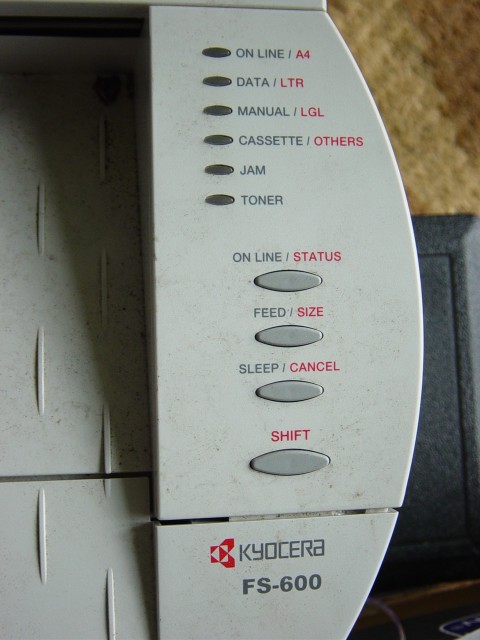 ON LINE / A4
DATA / LTR
MANUAL / LGL
CASSETTE / OTHERS
JAM
TONER
ON LINE / STATUS
FEED / SIZE
SLEEP / CANCEL
SHIFT
KYOCERA
FS-600